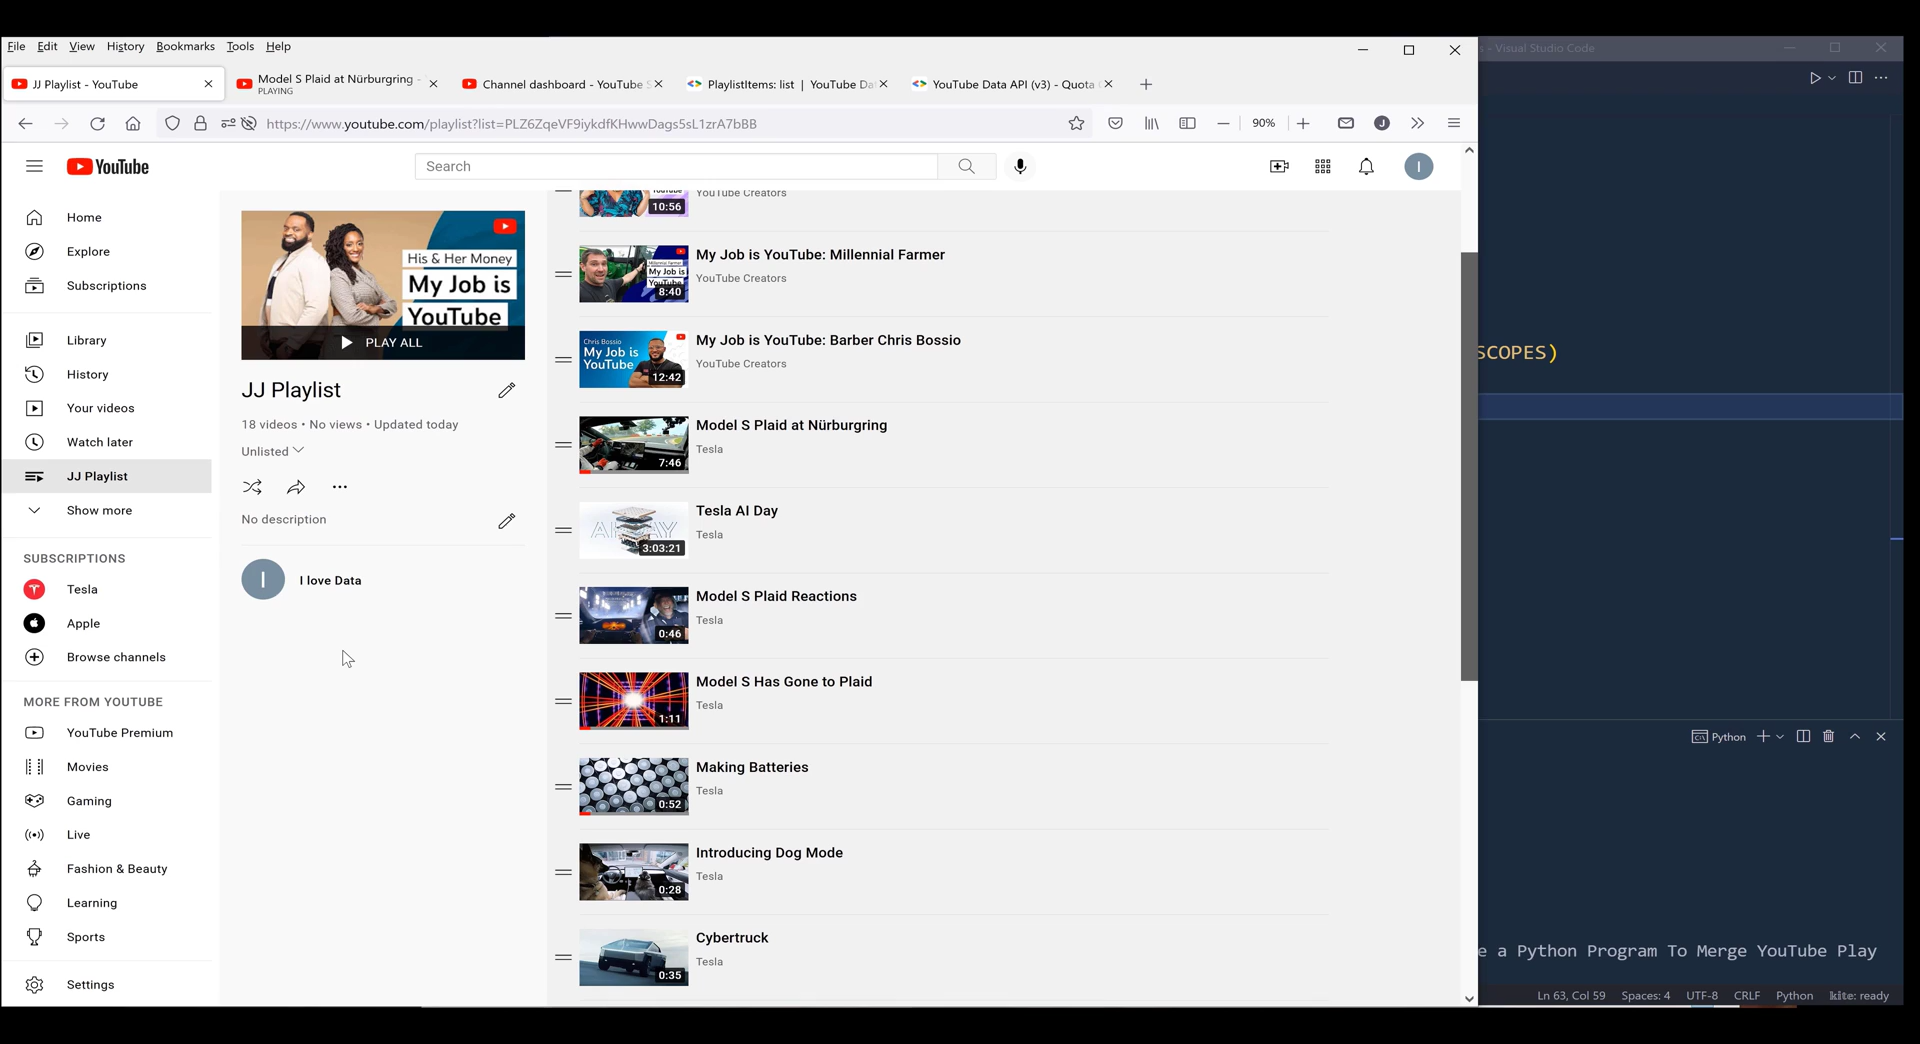 File Edit View History Bookmarks Tools Help
- Visual Studio Code
JJ Playlist - YouTube
Model S Plaid at Nürburgring -
PLAYING
Channel dashboard - YouTube S
PlaylistItems: list | YouTube Da
YouTube Data API (v3) - Quota
https://www.youtube.com/playlist?list=PLZ6ZqeVF9iykdfKHwwDags5sL1zrA7bBB
90%
J
YouTube
Search
I
Home
Explore
Subscriptions
Library
History
Your videos
Watch later
JJ Playlist
Show more
SUBSCRIPTIONS
Tesla
Apple
Browse channels
MORE FROM YOUTUBE
YouTube Premium
Movies
Gaming
Live
Fashion & Beauty
Learning
Sports
Settings
His & Her Money
My Job is
YouTube
PLAY ALL
JJ Playlist
18 videos • No views • Updated today
Unlisted
No description
I
I love Data
YouTube
10:56
YouTube Creators
Millennial Farmer
My Job is
YouTube
8:40
My Job is YouTube: Millennial Farmer
YouTube Creators
Chris Bossio
My Job is
YouTube
12:42
My Job is YouTube: Barber Chris Bossio
YouTube Creators
7:46
Model S Plaid at Nürburgring
Tesla
AI DAY
3:03:21
Tesla AI Day
Tesla
0:46
Model S Plaid Reactions
Tesla
1:11
Model S Has Gone to Plaid
Tesla
0:52
Making Batteries
Tesla
0:28
Introducing Dog Mode
Tesla
0:35
Cybertruck
Tesla
SCOPES)
Python
e a Python Program To Merge YouTube Play
Ln 63, Col 59 Spaces: 4 UTF-8 CRLF Python kite: ready